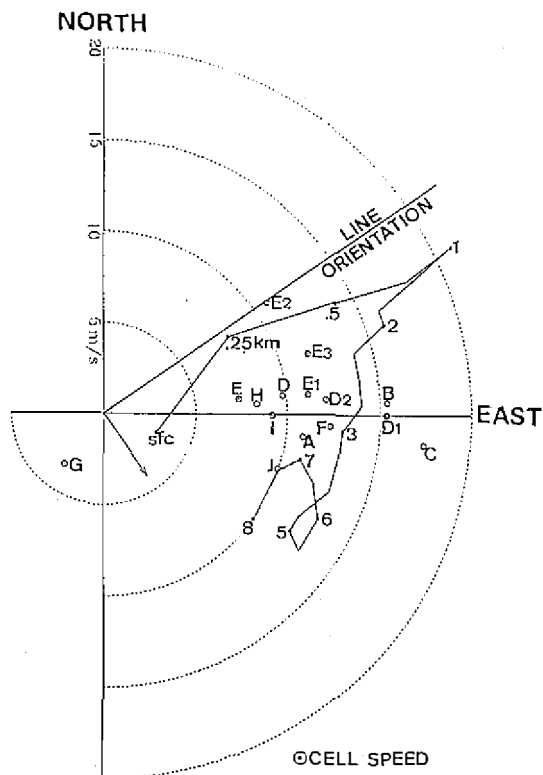 NORTH
20
15
10
5 m/s
LINE
ORIENTATION
1
E2
.5
2
.25km
E3
E
H
D
E1
D2
B
EAST
sfc
I
F
3
D1
A
C
G
J
7
8
5
6
CELL SPEED